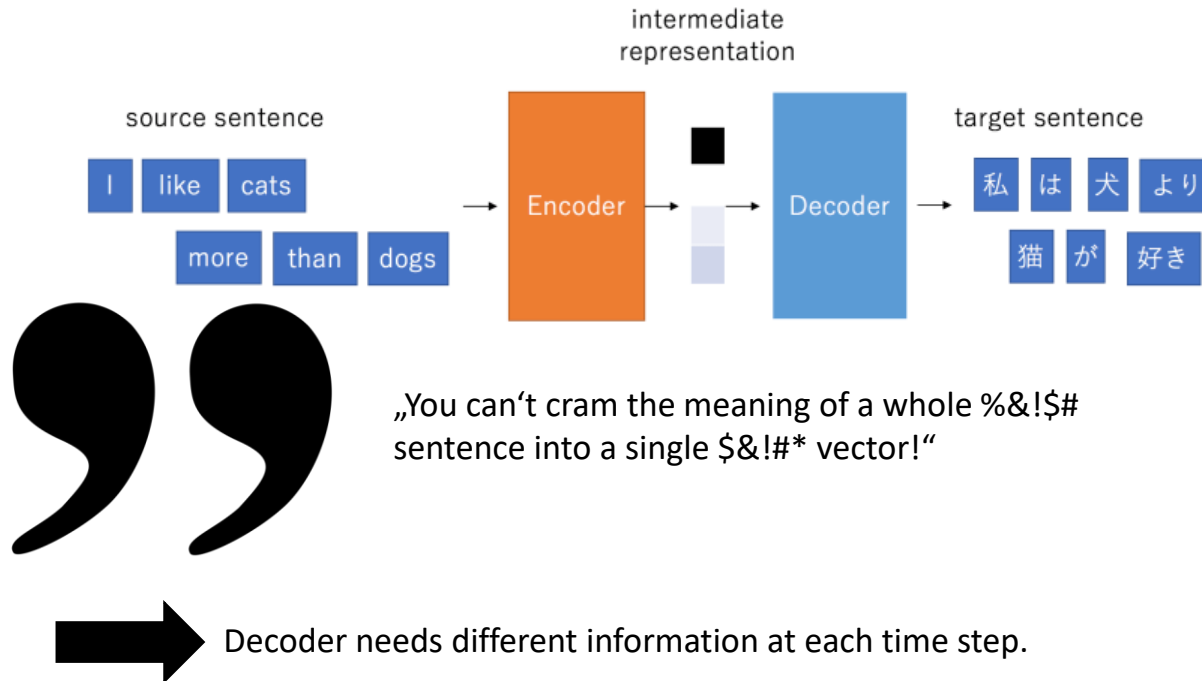 intermediate
representation
source sentence
target sentence
I like cats
more than dogs
Encoder
Decoder
私 は 犬 より
猫 が 好き
„You can‘t cram the meaning of a whole %&!$#
sentence into a single $&!#* vector!“
Decoder needs different information at each time step.